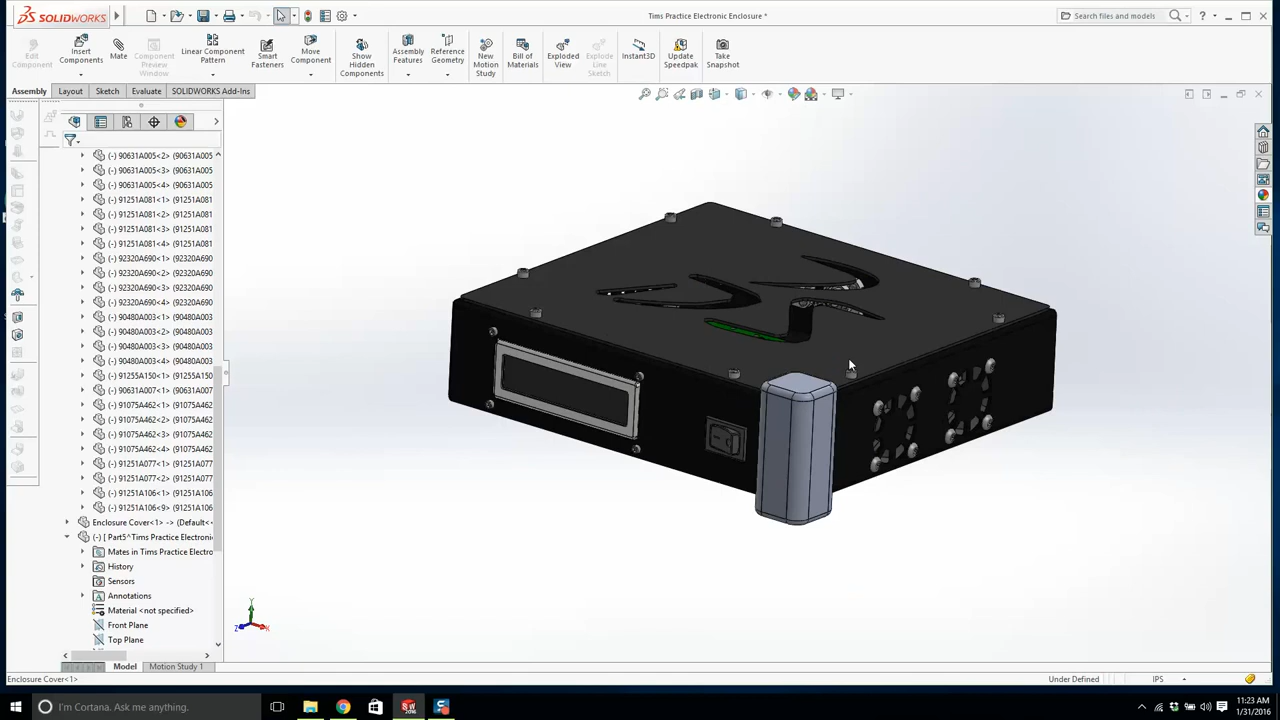 SOLIDWORKS
Tims Practice Electronic Enclosure *
Search files and models
Edit Component
Insert Components
Mate
Component Preview Window
Linear Component Pattern
Smart Fasteners
Move Component
Show Hidden Components
Assembly Features
Reference Geometry
New Motion Study
Bill of Materials
Exploded View
Explode Line Sketch
Instant3D
Update Speedpak
Take Snapshot
Assembly Layout Sketch Evaluate SOLIDWORKS Add-Ins
(-) 90631A005<2> (90631A005
(-) 90631A005<3> (90631A005
(-) 90631A005<4> (90631A005
(-) 91251A081<1> (91251A081
(-) 91251A081<2> (91251A081
(-) 91251A081<3> (91251A081
(-) 91251A081<4> (91251A081
(-) 92320A690<1> (92320A690
(-) 92320A690<2> (92320A690
(-) 92320A690<3> (92320A690
(-) 92320A690<4> (92320A690
(-) 90480A003<1> (90480A003
(-) 90480A003<2> (90480A003
(-) 90480A003<3> (90480A003
(-) 90480A003<4> (90480A003
(-) 91255A150<1> (91255A150
(-) 90631A007<1> (90631A007
(-) 91075A462<1> (91075A462
(-) 91075A462<2> (91075A462
(-) 91075A462<3> (91075A462
(-) 91075A462<4> (91075A462
(-) 91251A077<1> (91251A077
(-) 91251A077<2> (91251A077
(-) 91251A106<1> (91251A106
(-) 91251A106<9> (91251A106
Enclosure Cover<1> -> (Default<
(-) [ Part5^Tims Practice Electroni
Mates in Tims Practice Electro
History
Sensors
Annotations
Material <not specified>
Front Plane
Top Plane
Y
Z X
Model Motion Study 1
Enclosure Cover<1> Under Defined IPS
I'm Cortana. Ask me anything.
11:23 AM
1/31/2016